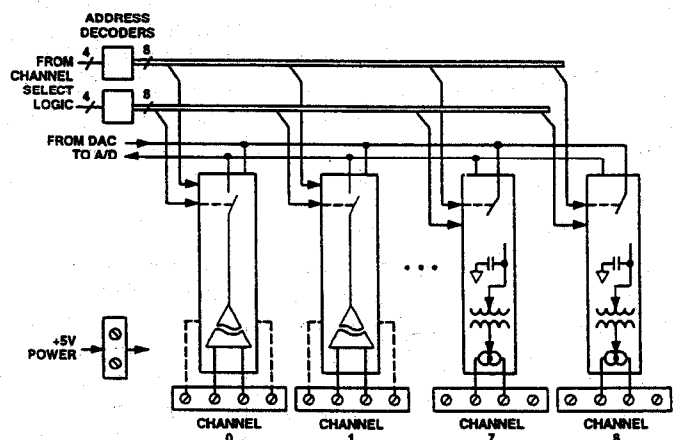 ADDRESS
DECODERS
4
8
FROM
CHANNEL
SELECT
LOGIC
4
8
FROM DAC
TO A/D
+5V
POWER
CHANNEL
0
CHANNEL
1
CHANNEL
7
CHANNEL
8